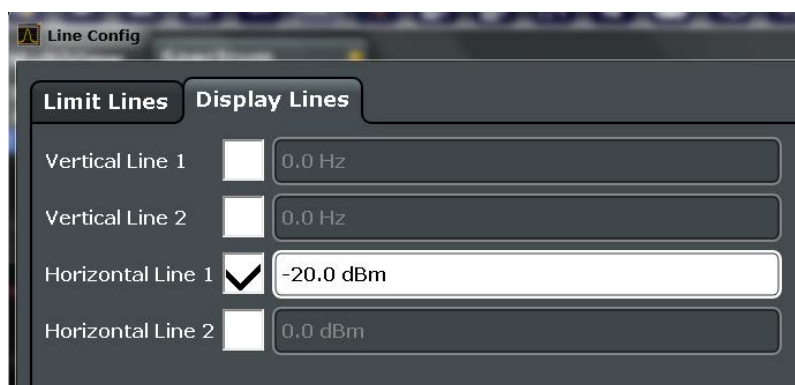 Line Config
Limit Lines
Display Lines
Vertical Line 1
0.0 Hz
Vertical Line 2
0.0 Hz
Horizontal Line 1
-20.0 dBm
Horizontal Line 2
0.0 dBm